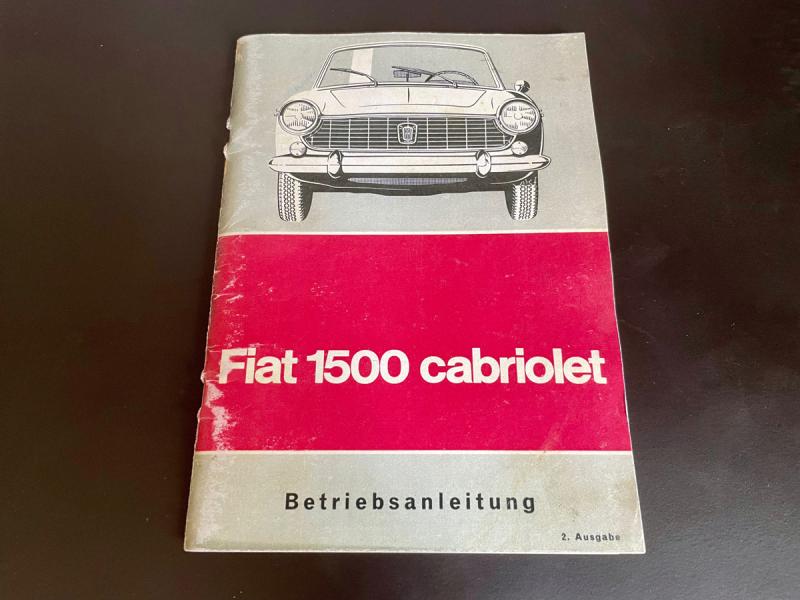 Fiat 1500 cabriolet
Betriebsanleitung
2. Ausgabe